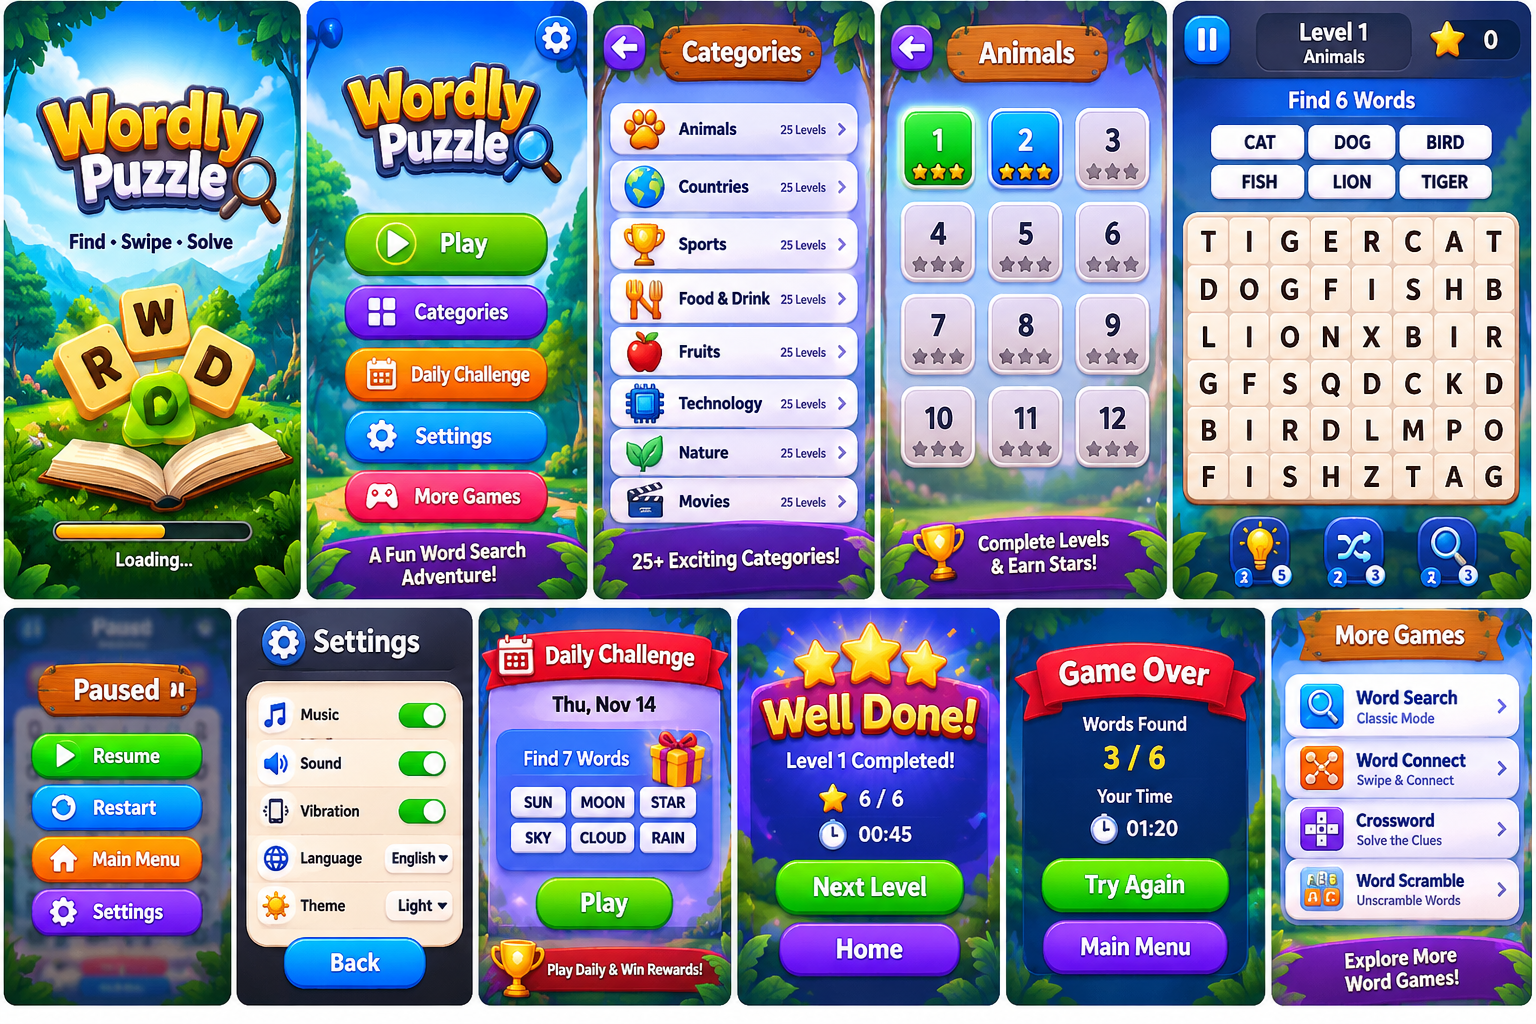 Wordly
Puzzle
Find • Swipe • Solve
W
R
D
D
Loading...
Wordly
Puzzle
Play
Categories
Daily Challenge
Settings
More Games
A Fun Word Search
Adventure!
Categories
Animals 25 Levels
Countries 25 Levels
Sports 25 Levels
Food & Drink 25 Levels
Fruits 25 Levels
Technology 25 Levels
Nature 25 Levels
Movies 25 Levels
25+ Exciting Categories!
Animals
1 2 3
4 5 6
7 8 9
10 11 12
Complete Levels
& Earn Stars!
Level 1
Animals
0
Find 6 Words
CAT DOG BIRD
FISH LION TIGER
T I G E R C A T
D O G F I S H B
L I O N X B I R
G F S Q D C K D
B I R D L M P O
F I S H Z T A G
5 2 3 3
Paused
Resume
Restart
Main Menu
Settings
Settings
Music
Sound
Vibration
Language English
Theme Light
Back
Daily Challenge
Thu, Nov 14
Find 7 Words
SUN MOON STAR
SKY CLOUD RAIN
Play
Play Daily & Win Rewards!
Well Done!
Level 1 Completed!
6 / 6
00:45
Next Level
Home
Game Over
Words Found
3 / 6
Your Time
01:20
Try Again
Main Menu
More Games
Word Search
Classic Mode
Word Connect
Swipe & Connect
Crossword
Solve the Clues
Word Scramble
Unscramble Words
Explore More
Word Games!